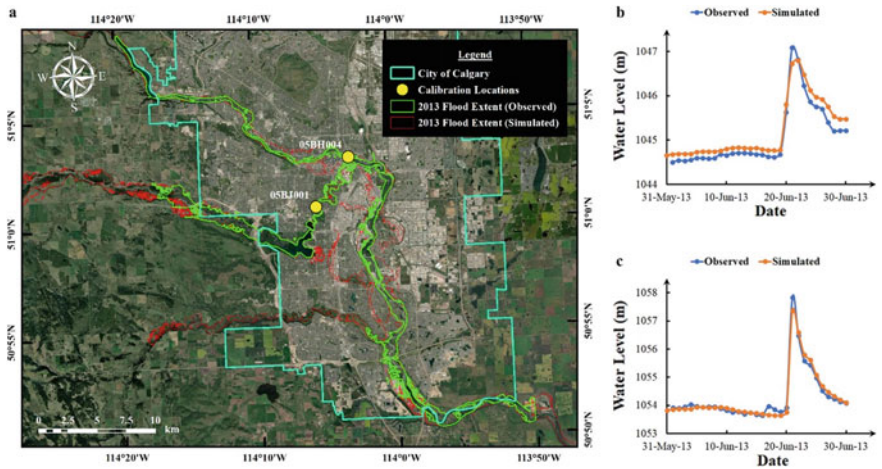 a
114°20'W 114°10'W 114°0'W 113°50'W
N
W E
S
Legend
City of Calgary
Calibration Locations
2013 Flood Extent (Observed)
2013 Flood Extent (Simulated)
51°5'N
51°5'N
05BH004
05BJ001
51°0'N
51°0'N
50°55'N
50°55'N
50°50'N
0 2.5 5 7.5 10
km
114°20'W 114°10'W 114°0'W 113°50'W
b
Observed Simulated
Water Level (m)
1047
1046
1045
1044
31-May-13 10-Jun-13 20-Jun-13 30-Jun-13
Date
c
Observed Simulated
Water Level (m)
1058
1057
1056
1055
1054
1053
31-May-13 10-Jun-13 20-Jun-13 30-Jun-13
Date